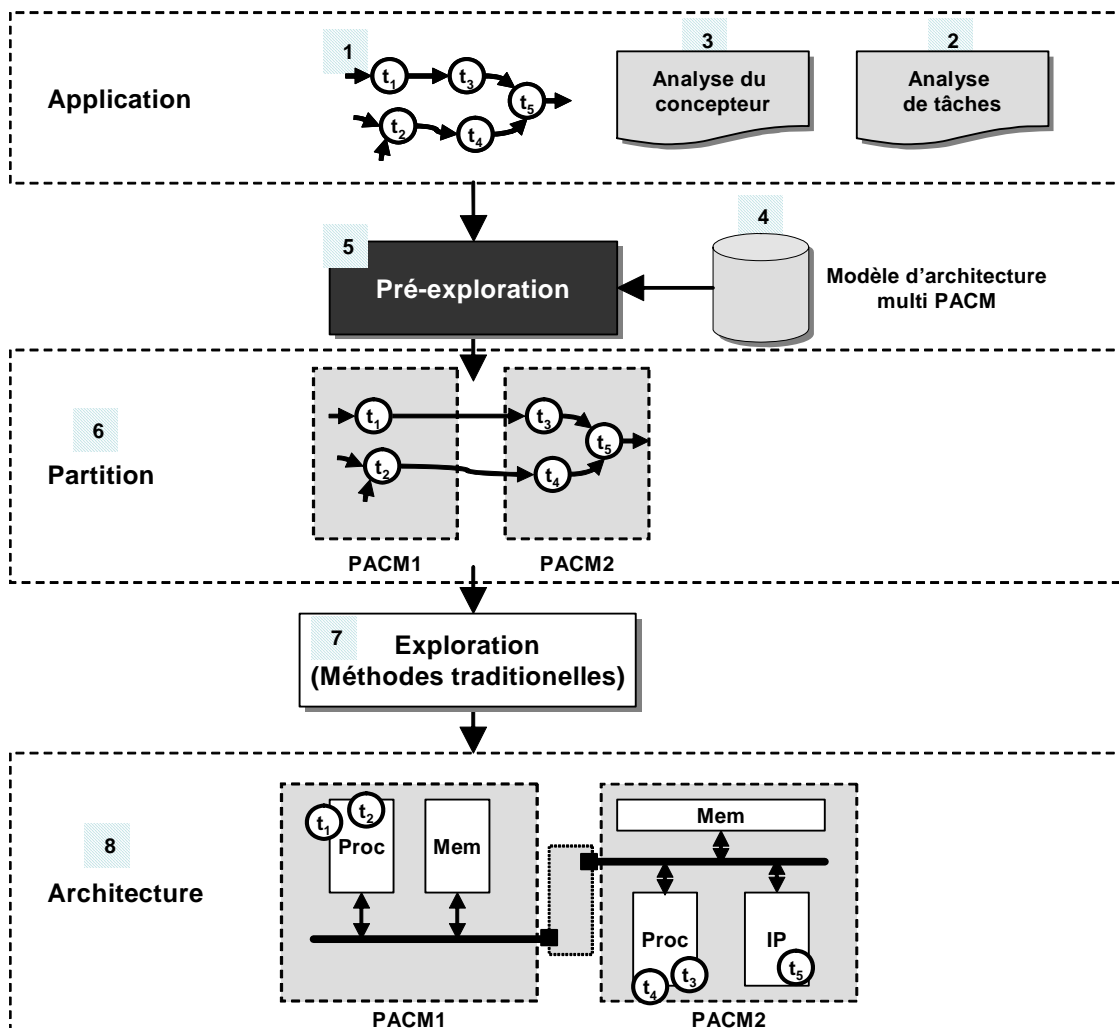 1
3
2
Application
t1
t3
t5
t2
t4
Analyse du
concepteur
Analyse
de tâches
4
5
Pré-exploration
Modèle d'architecture
multi PACM
6
Partition
t1
t3
t5
t2
t4
PACM1
PACM2
7
Exploration
(Méthodes traditionelles)
8
Architecture
t1
t2
Proc
Mem
Mem
Proc
IP
t4
t3
t5
PACM1
PACM2